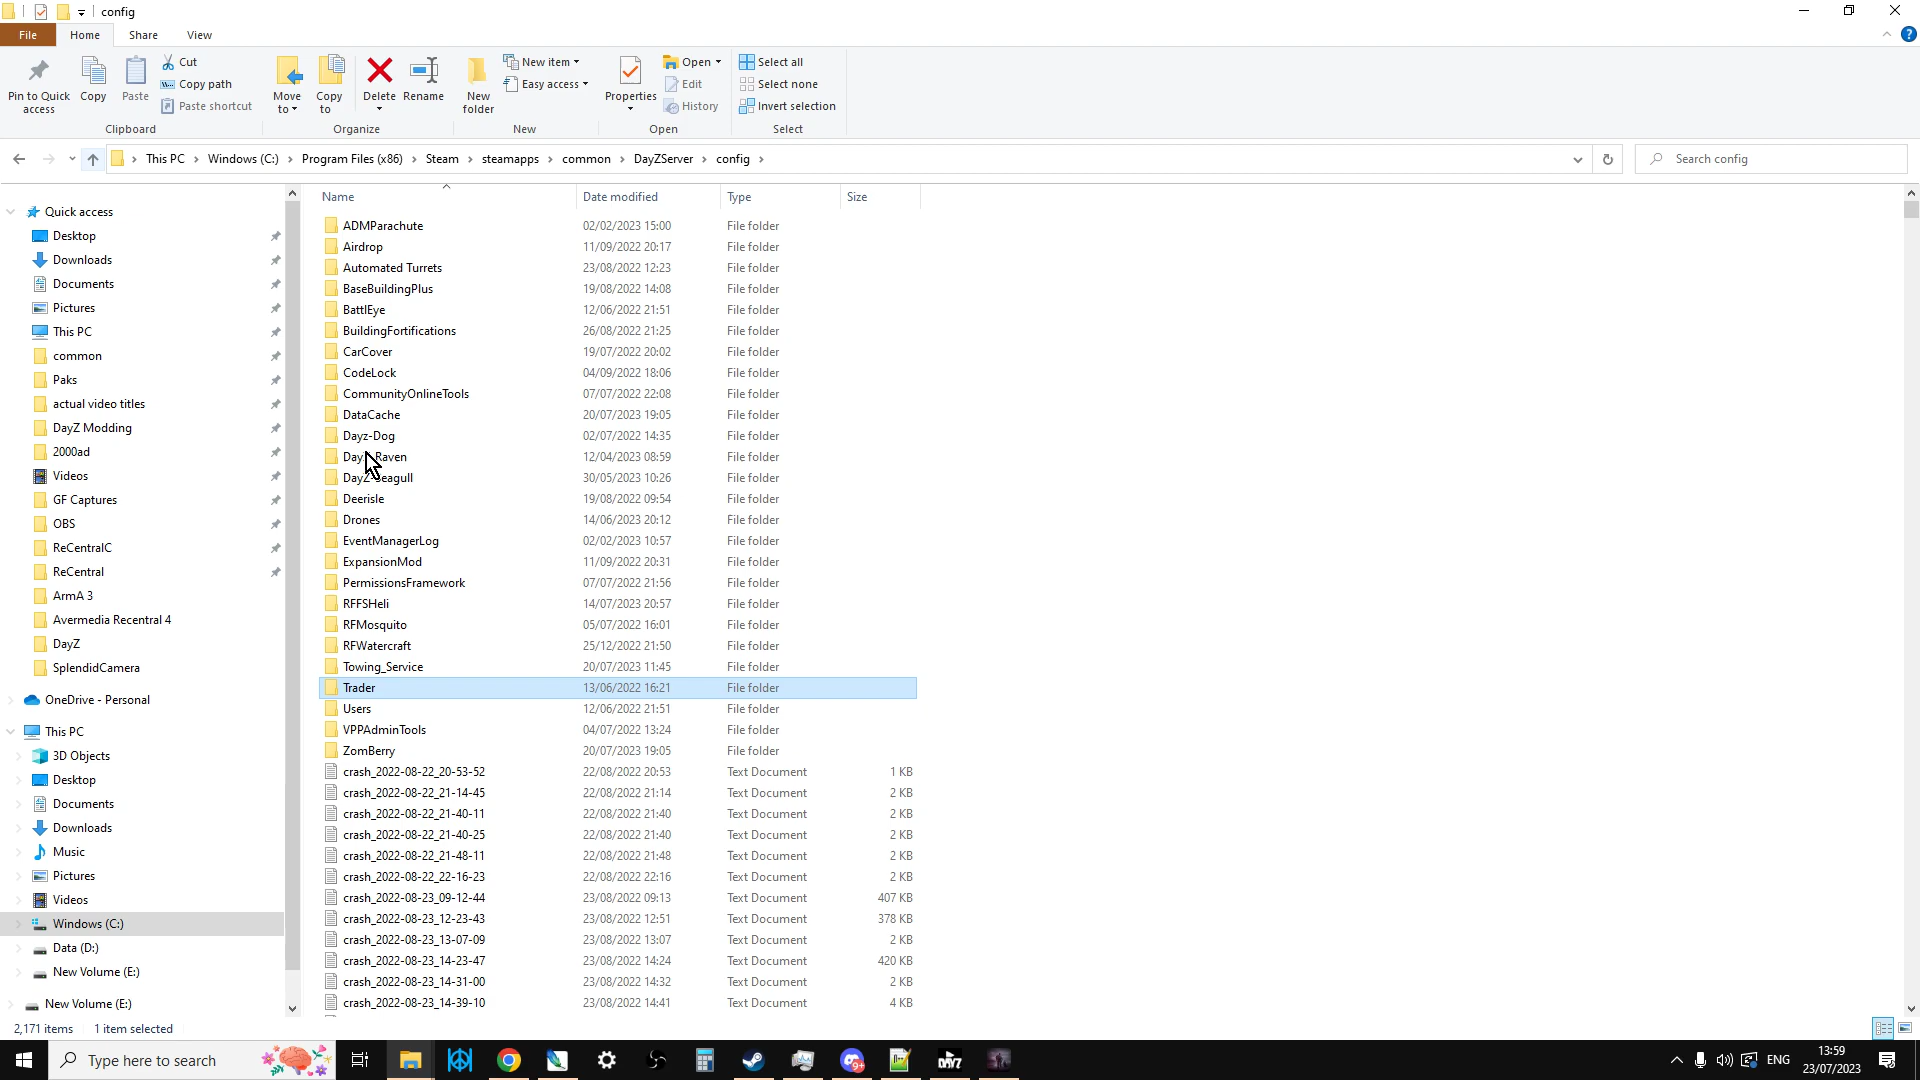 config
File Home Share View
Pin to Quick access
Copy
Paste
Cut
Copy path
Paste shortcut
Clipboard
Move to
Copy to
Delete
Rename
Organize
New folder
New item
Easy access
New
Properties
Open
Edit
History
Open
Select all
Select none
Invert selection
Select
This PC > Windows (C:) > Program Files (x86) > Steam > steamapps > common > DayZServer > config >
Search config
Quick access
Desktop
Downloads
Documents
Pictures
This PC
common
Paks
actual video titles
DayZ Modding
2000ad
Videos
GF Captures
OBS
ReCentralC
ReCentral
ArmA 3
Avermedia Recentral 4
DayZ
SplendidCamera
OneDrive - Personal
This PC
3D Objects
Desktop
Documents
Downloads
Music
Pictures
Videos
Windows (C:)
Data (D:)
New Volume (E:)
New Volume (E:)
Name Date modified Type Size
ADMParachute 02/02/2023 15:00 File folder
Airdrop 11/09/2022 20:17 File folder
Automated Turrets 23/08/2022 12:23 File folder
BaseBuildingPlus 19/08/2022 14:08 File folder
BattlEye 12/06/2022 21:51 File folder
BuildingFortifications 26/08/2022 21:25 File folder
CarCover 19/07/2022 20:02 File folder
CodeLock 04/09/2022 18:06 File folder
CommunityOnlineTools 07/07/2022 22:08 File folder
DataCache 20/07/2023 19:05 File folder
Dayz-Dog 02/07/2022 14:35 File folder
Raven 12/04/2023 08:59 File folder
30/05/2023 10:26 File folder
Deerisle 19/08/2022 09:54 File folder
Drones 14/06/2023 20:12 File folder
EventManagerLog 02/02/2023 10:57 File folder
ExpansionMod 11/09/2022 20:31 File folder
PermissionsFramework 07/07/2022 21:56 File folder
RFFSHeli 14/07/2023 20:57 File folder
RFMosquito 05/07/2022 16:01 File folder
RFWatercraft 25/12/2022 21:50 File folder
Towing_Service 20/07/2023 11:45 File folder
Trader 13/06/2022 16:21 File folder
Users 12/06/2022 21:51 File folder
VPPAdminTools 04/07/2022 13:24 File folder
ZomBerry 20/07/2023 19:05 File folder
crash_2022-08-22_20-53-52 22/08/2022 20:53 Text Document 1 KB
crash_2022-08-22_21-14-45 22/08/2022 21:14 Text Document 2 KB
crash_2022-08-22_21-40-11 22/08/2022 21:40 Text Document 2 KB
crash_2022-08-22_21-40-25 22/08/2022 21:40 Text Document 2 KB
crash_2022-08-22_21-48-11 22/08/2022 21:48 Text Document 2 KB
crash_2022-08-22_22-16-23 22/08/2022 22:16 Text Document 2 KB
crash_2022-08-23_09-12-44 23/08/2022 09:13 Text Document 407 KB
crash_2022-08-23_12-23-43 23/08/2022 12:51 Text Document 378 KB
crash_2022-08-23_13-07-09 23/08/2022 13:07 Text Document 2 KB
crash_2022-08-23_14-23-47 23/08/2022 14:24 Text Document 420 KB
crash_2022-08-23_14-31-00 23/08/2022 14:32 Text Document 2 KB
crash_2022-08-23_14-39-10 23/08/2022 14:41 Text Document 4 KB
2,171 items 1 item selected
Type here to search
9+
DAYZ
ENG
13:59
23/07/2023